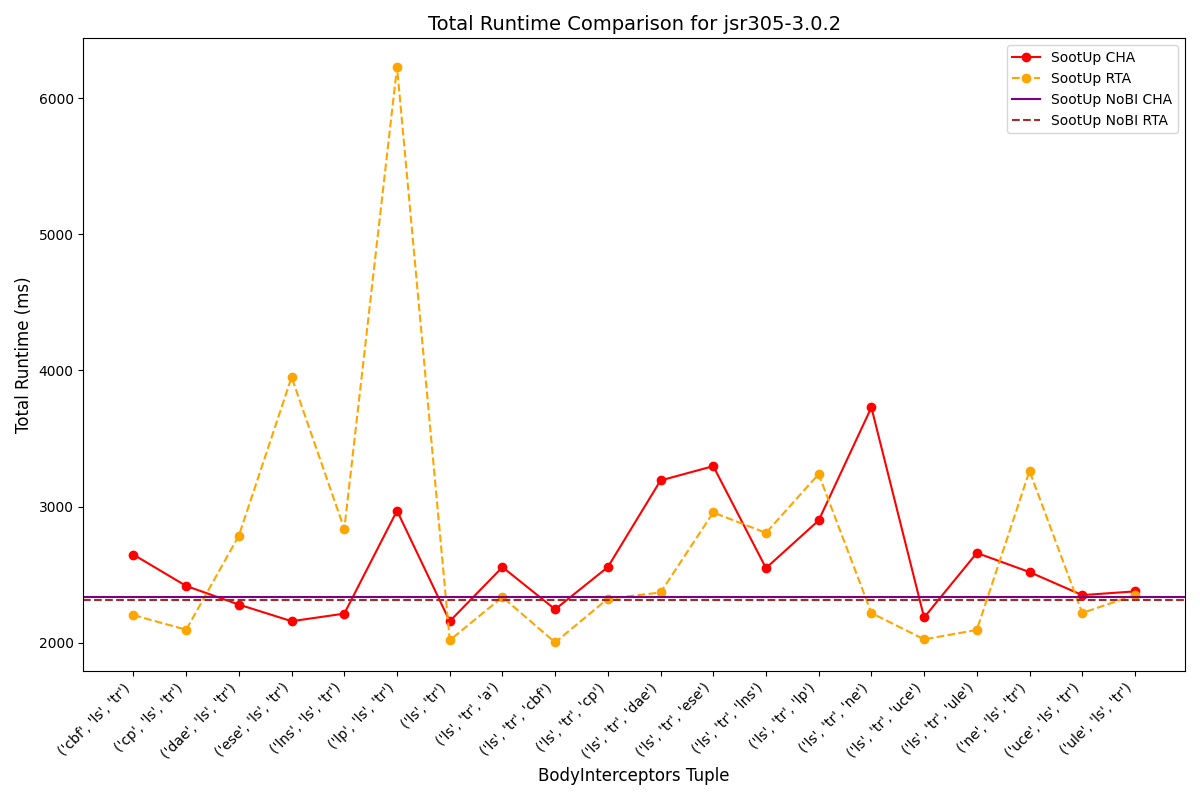 Total Runtime Comparison for jsr305-3.0.2
SootUp CHA
SootUp RTA
SootUp NoBI CHA
SootUp NoBI RTA
Total Runtime (ms)
6000
5000
4000
3000
2000
('cbf', 'ls', 'tr')
('cp', 'ls', 'tr')
('dae', 'ls', 'tr')
('ese', 'ls', 'tr')
('lns', 'ls', 'tr')
('lp', 'ls', 'tr')
('ls', 'tr')
('ls', 'tr', 'a')
('ls', 'tr', 'cbf')
('ls', 'tr', 'cp')
('ls', 'tr', 'dae')
('ls', 'tr', 'ese')
('ls', 'tr', 'lns')
('ls', 'tr', 'lp')
('ls', 'tr', 'ne')
('ls', 'tr', 'uce')
('ls', 'tr', 'ule')
('ne', 'ls', 'tr')
('uce', 'ls', 'tr')
('ule', 'ls', 'tr')
BodyInterceptors Tuple